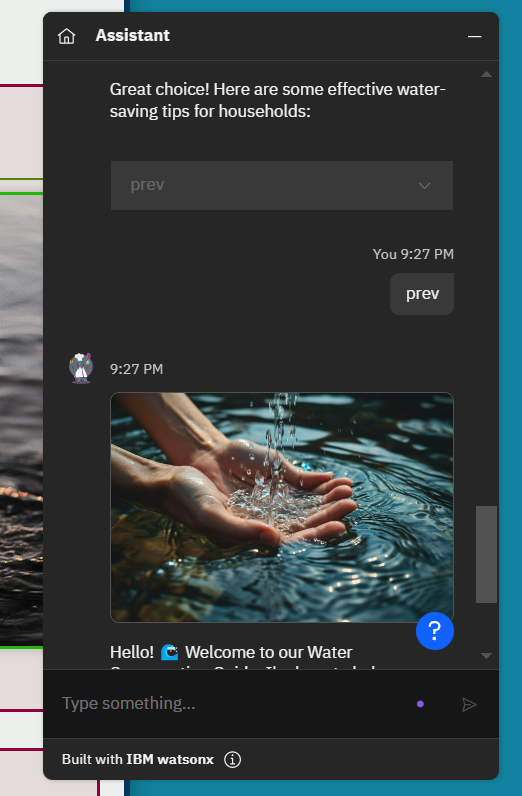 Assistant
Great choice! Here are some effective water-
saving tips for households:
prev
You 9:27 PM
prev
9:27 PM
?
Hello! 🌊 Welcome to our Water
Type something...
Built with IBM watsonx